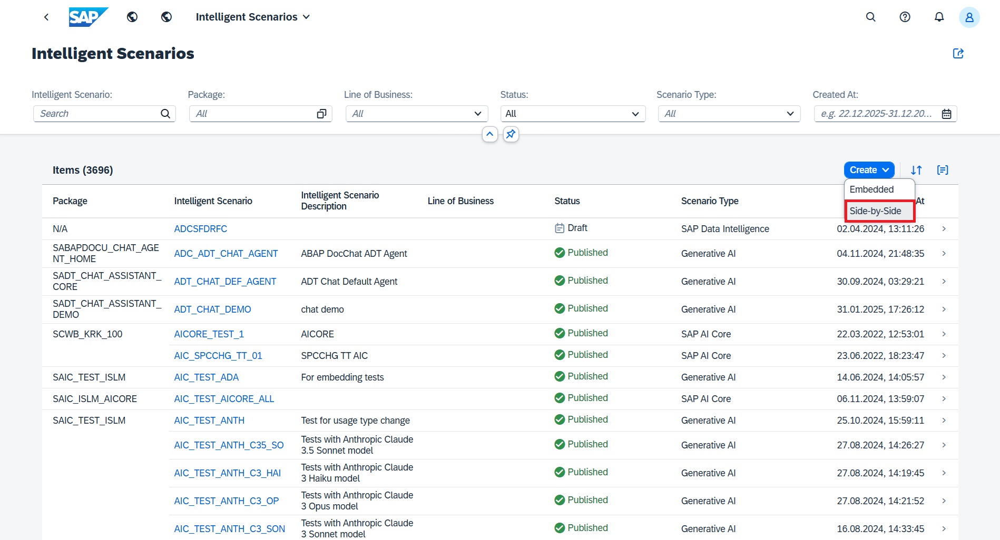 SAP
Intelligent Scenarios
Intelligent Scenarios
Intelligent Scenario:
Package:
Line of Business:
Status:
Scenario Type:
Created At:
Search
All
All
All
All
e.g. 22.12.2025-31.12.20...
Items (3696)
Create
Embedded
Side-by-Side
Package
Intelligent Scenario
Intelligent Scenario
Description
Line of Business
Status
Scenario Type
At
N/A
ADCSFDRFC
Draft
SAP Data Intelligence
02.04.2024, 13:11:26
SABAPDOCU_CHAT_AGE
NT_HOME
ADC_ADT_CHAT_AGENT
ABAP DocChat ADT Agent
Published
Generative AI
04.11.2024, 21:48:35
SADT_CHAT_ASSISTANT_
CORE
ADT_CHAT_DEF_AGENT
ADT Chat Default Agent
Published
Generative AI
30.09.2024, 03:29:21
SADT_CHAT_ASSISTANT_
DEMO
ADT_CHAT_DEMO
chat demo
Published
Generative AI
31.01.2025, 17:26:12
SCWB_KRK_100
AICORE_TEST_1
AICORE
Published
SAP AI Core
22.03.2022, 12:53:01
AIC_SPCCHG_TT_01
SPCCHG TT AIC
Published
SAP AI Core
23.06.2022, 18:23:47
SAIC_TEST_ISLM
AIC_TEST_ADA
For embedding tests
Published
Generative AI
14.06.2024, 14:05:57
SAIC_ISLM_AICORE
AIC_TEST_AICORE_ALL
Published
SAP AI Core
06.11.2024, 13:59:07
SAIC_TEST_ISLM
AIC_TEST_ANTH
Test for usage type change
Published
Generative AI
25.10.2024, 15:59:11
AIC_TEST_ANTH_C35_SO
Tests with Anthropic Claude
3.5 Sonnet model
Published
Generative AI
27.08.2024, 14:26:27
AIC_TEST_ANTH_C3_HAI
Tests with Anthropic Claude
3 Haiku model
Published
Generative AI
27.08.2024, 14:19:45
AIC_TEST_ANTH_C3_OP
Tests with Anthropic Claude
3 Opus model
Published
Generative AI
27.08.2024, 14:21:52
AIC_TEST_ANTH_C3_SON
Tests with Anthropic Claude
3 Sonnet model
Published
Generative AI
16.08.2024, 14:33:45